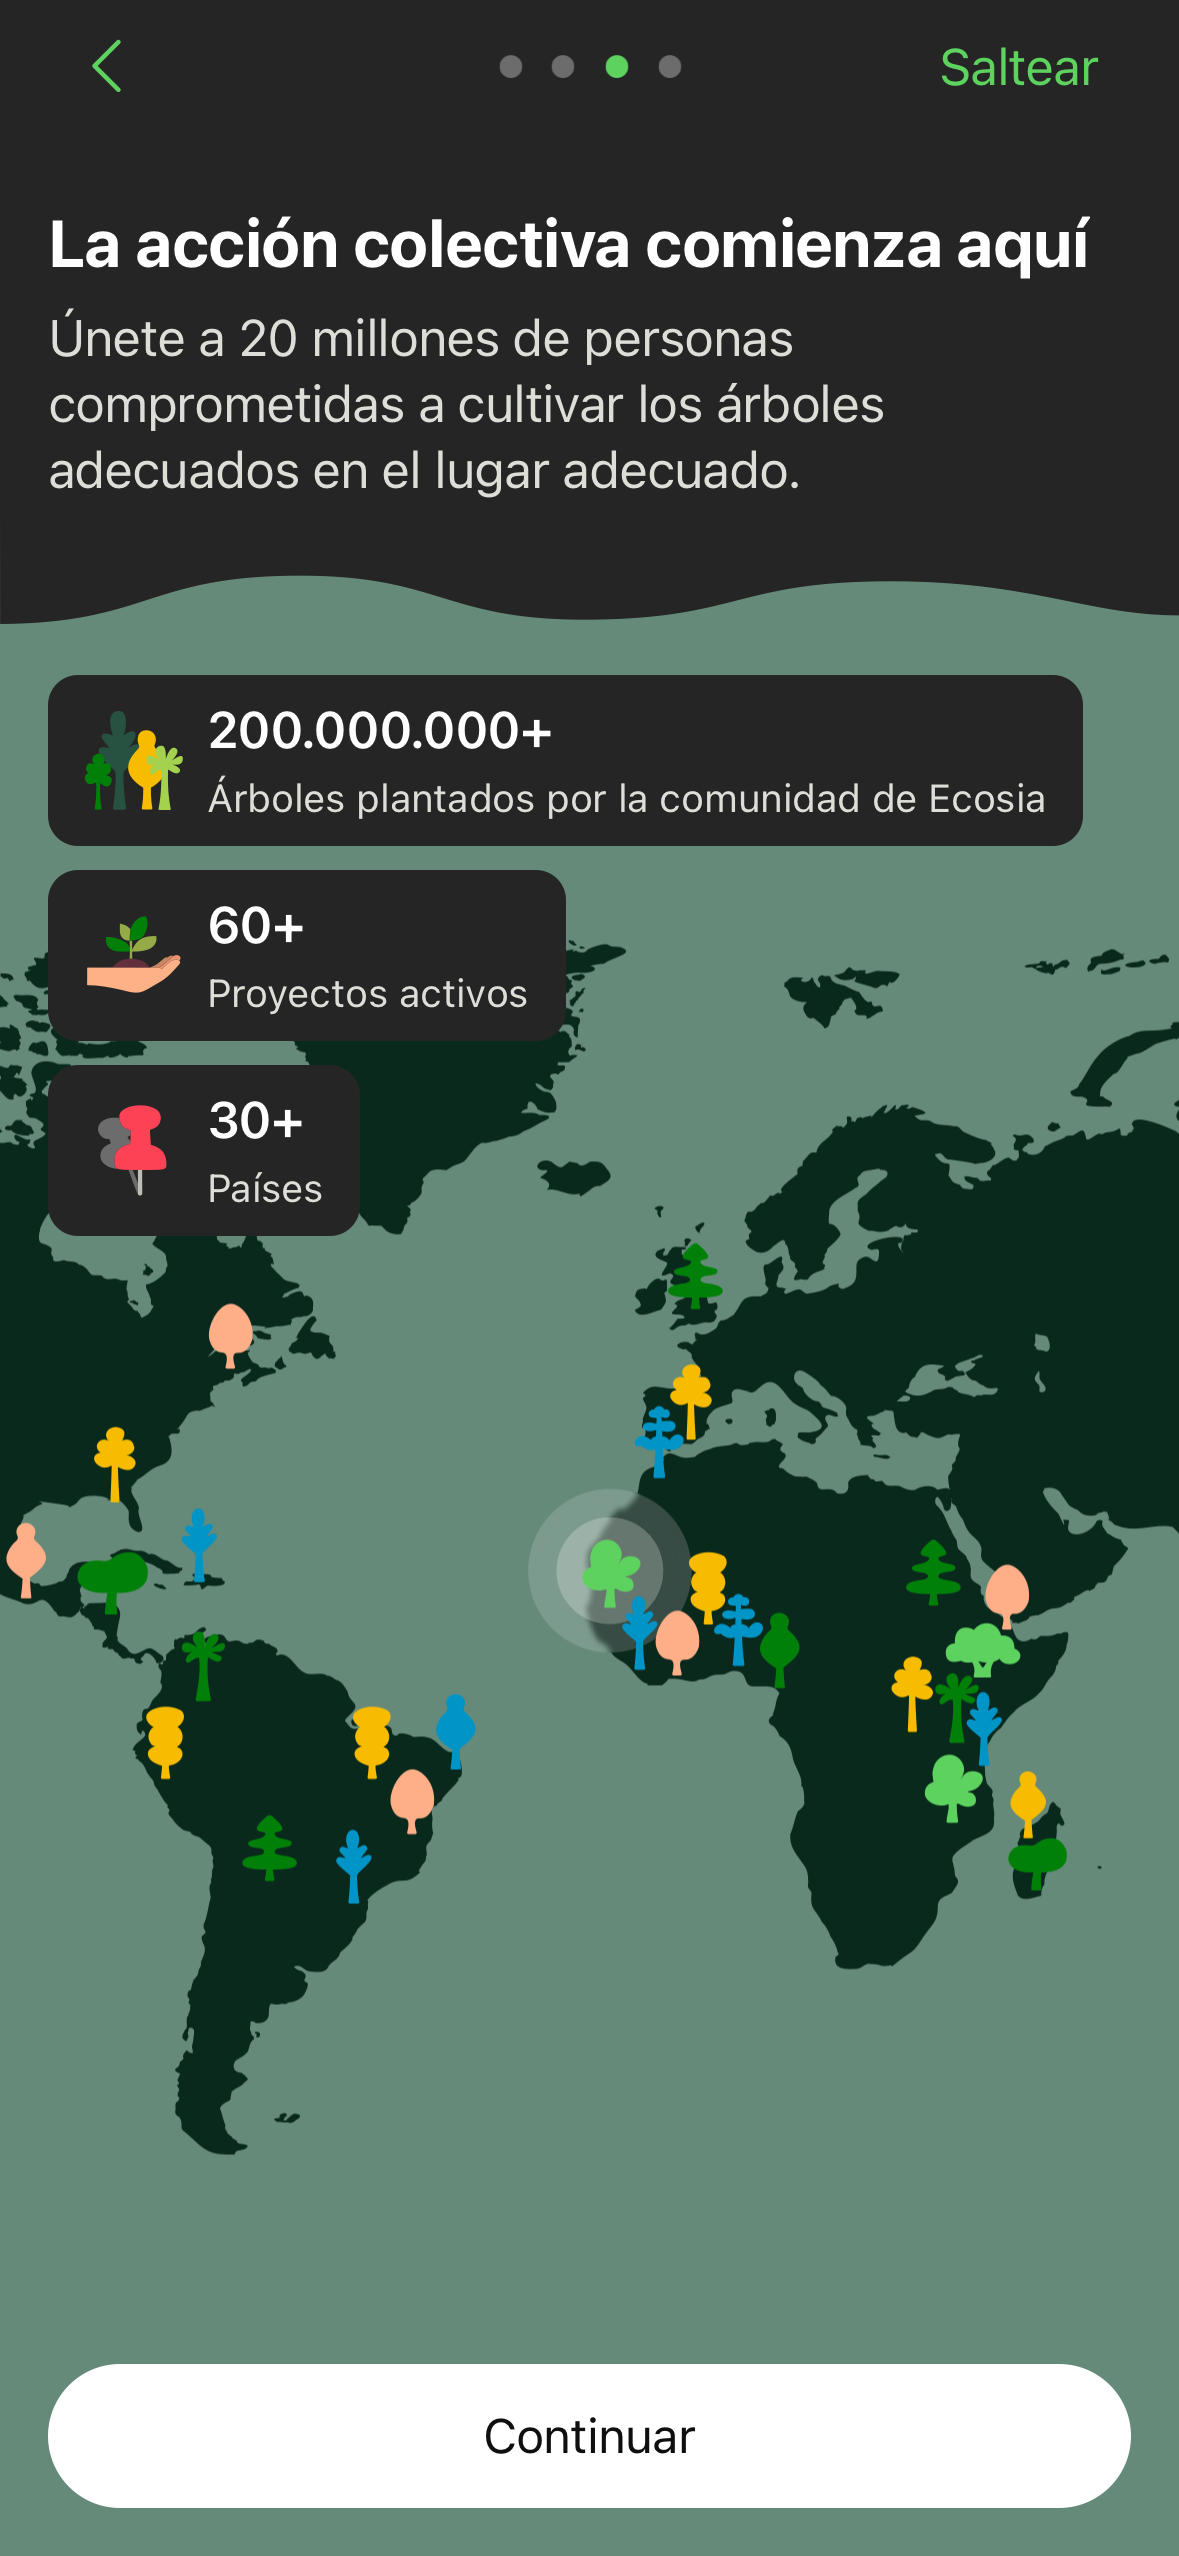 Saltear
La acción colectiva comienza aquí
Únete a 20 millones de personas
comprometidas a cultivar los árboles
adecuados en el lugar adecuado.
200.000.000+
Árboles plantados por la comunidad de Ecosia
60+
Proyectos activos
30+
Países
Continuar